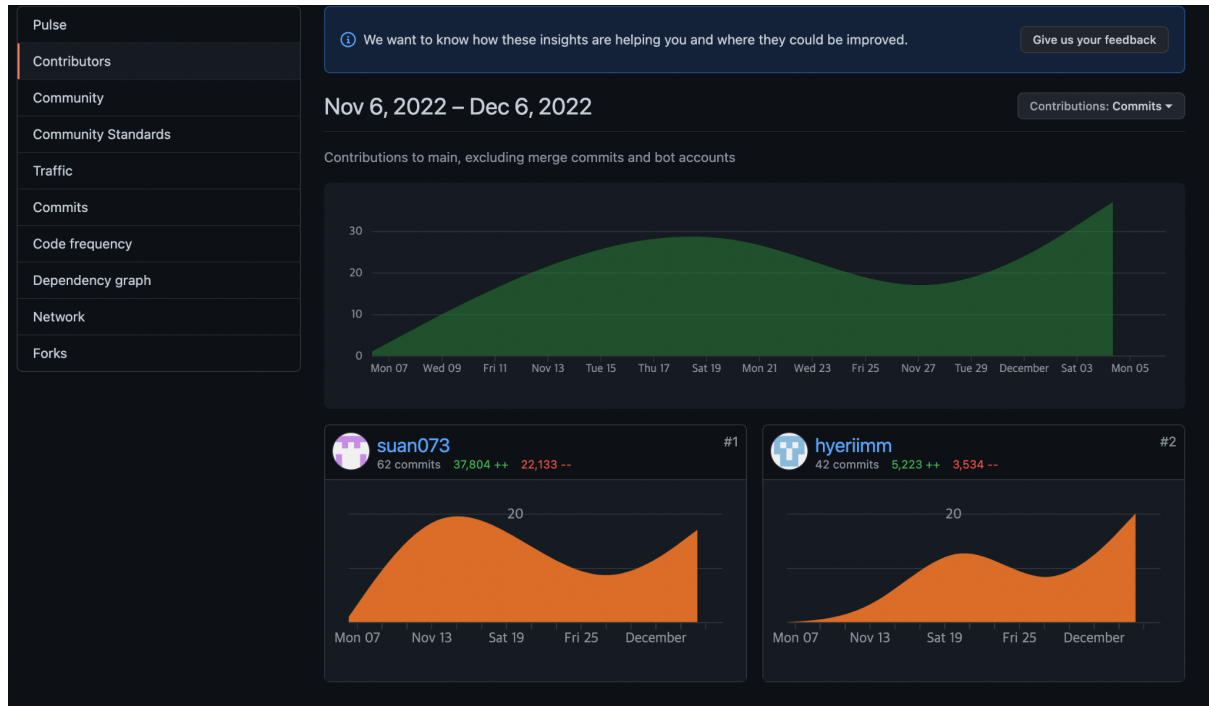 Pulse
Contributors
Community
Community Standards
Traffic
Commits
Code frequency
Dependency graph
Network
Forks
We want to know how these insights are helping you and where they could be improved.
Give us your feedback
Nov 6, 2022 – Dec 6, 2022
Contributions: Commits
Contributions to main, excluding merge commits and bot accounts
30
20
10
0
Mon 07 Wed 09 Fri 11 Nov 13 Tue 15 Thu 17 Sat 19 Mon 21 Wed 23 Fri 25 Nov 27 Tue 29 December Sat 03 Mon 05
suan073 #1
62 commits 37,804 ++ 22,133 --
20
Mon 07 Nov 13 Sat 19 Fri 25 December
hyeriimm #2
42 commits 5,223 ++ 3,534 --
20
Mon 07 Nov 13 Sat 19 Fri 25 December